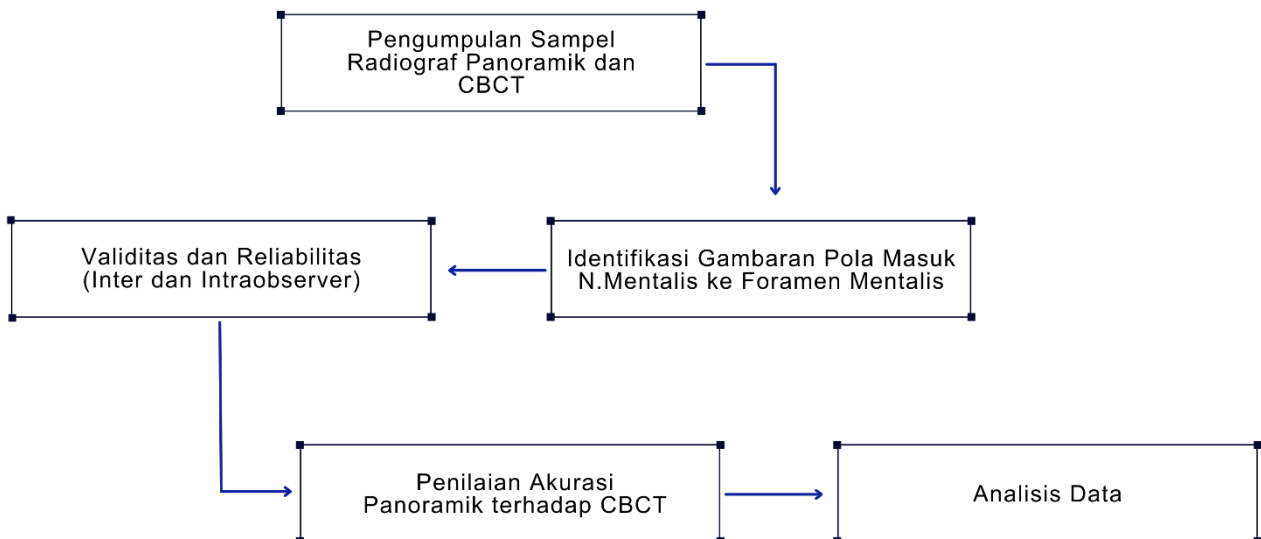 Pengumpulan Sampel
Radiograf Panoramik dan
CBCT
Identifikasi Gambaran Pola Masuk
N.Mentalis ke Foramen Mentalis
Validitas dan Reliabilitas
(Inter dan Intraobserver)
Penilaian Akurasi
Panoramik terhadap CBCT
Analisis Data